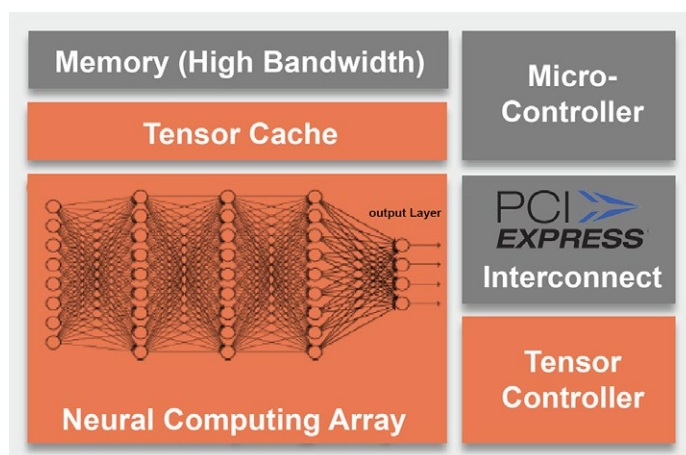 Memory (High Bandwidth)
Tensor Cache
output Layer
Neural Computing Array
Micro-
Controller
PCI
EXPRESS®
Interconnect
Tensor
Controller